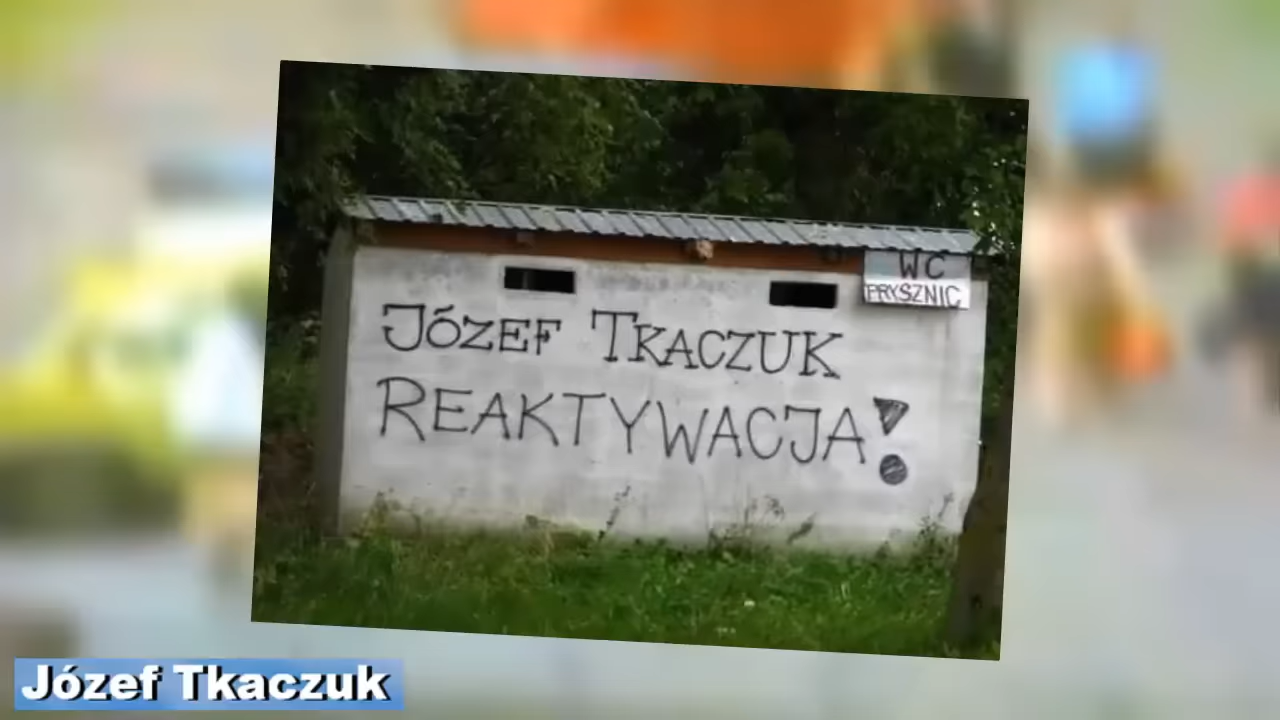 WC
PRYSZNIC
JÓZEF TKACZUK
REAKTYWACJA!
Józef Tkaczuk